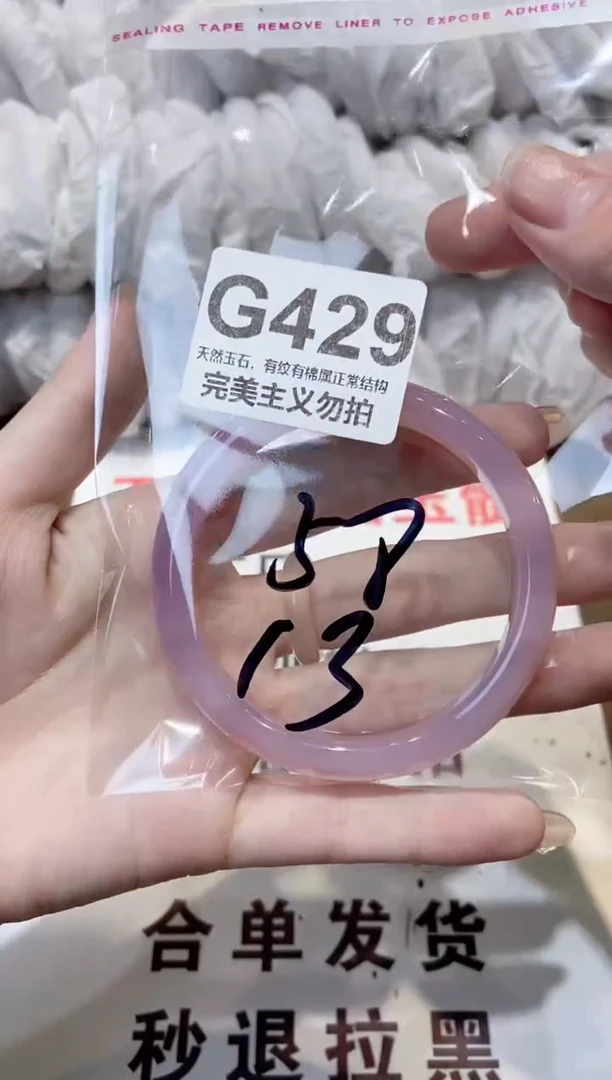 SEALING TAPE REMOVE LINER TO EXPOSE ADHESIVE
G429
天然玉石，有纹有棉属正常结构
完美主义勿拍
13
合单发货
秒退拉黑